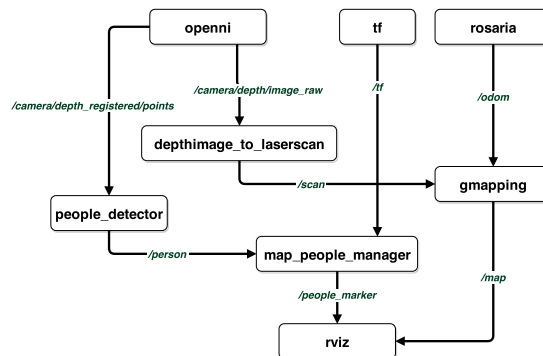 openni
tf
rosaria
/camera/depth/image_raw
/tf
/camera/depth_registered/points
/odom
depthimage_to_laserscan
/scan
gmapping
people_detector
/person
map_people_manager
/map
/people_marker
rviz